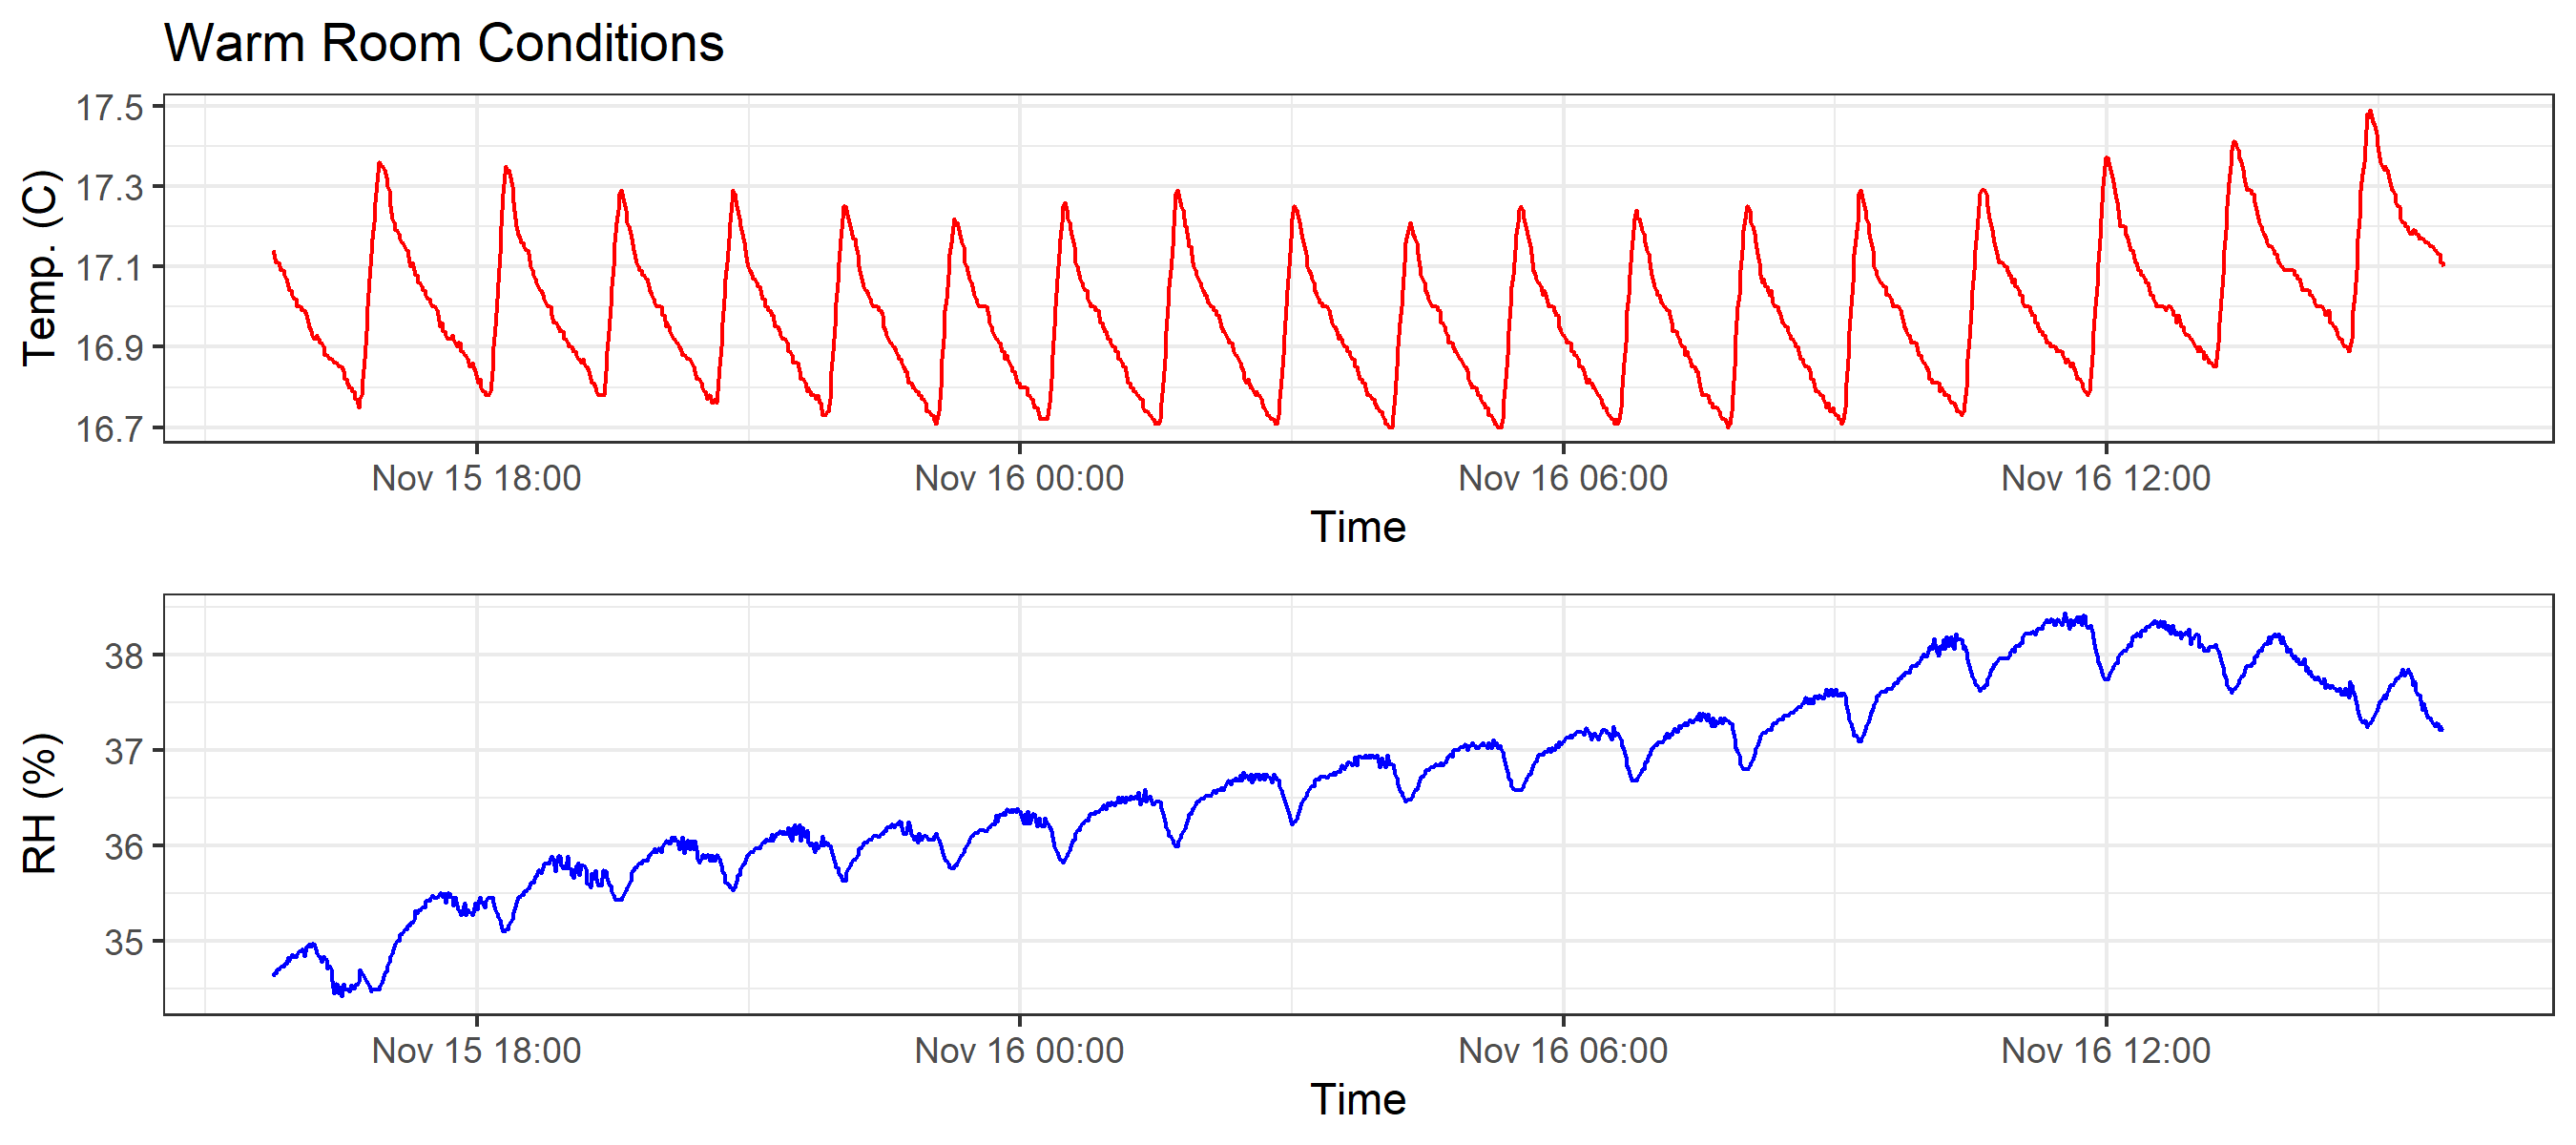 Warm Room Conditions
Temp. (C)
17.5
17.3
17.1
16.9
16.7
Nov 15 18:00 Nov 16 00:00 Nov 16 06:00 Nov 16 12:00
Time
RH (%)
38
37
36
35
Nov 15 18:00 Nov 16 00:00 Nov 16 06:00 Nov 16 12:00
Time